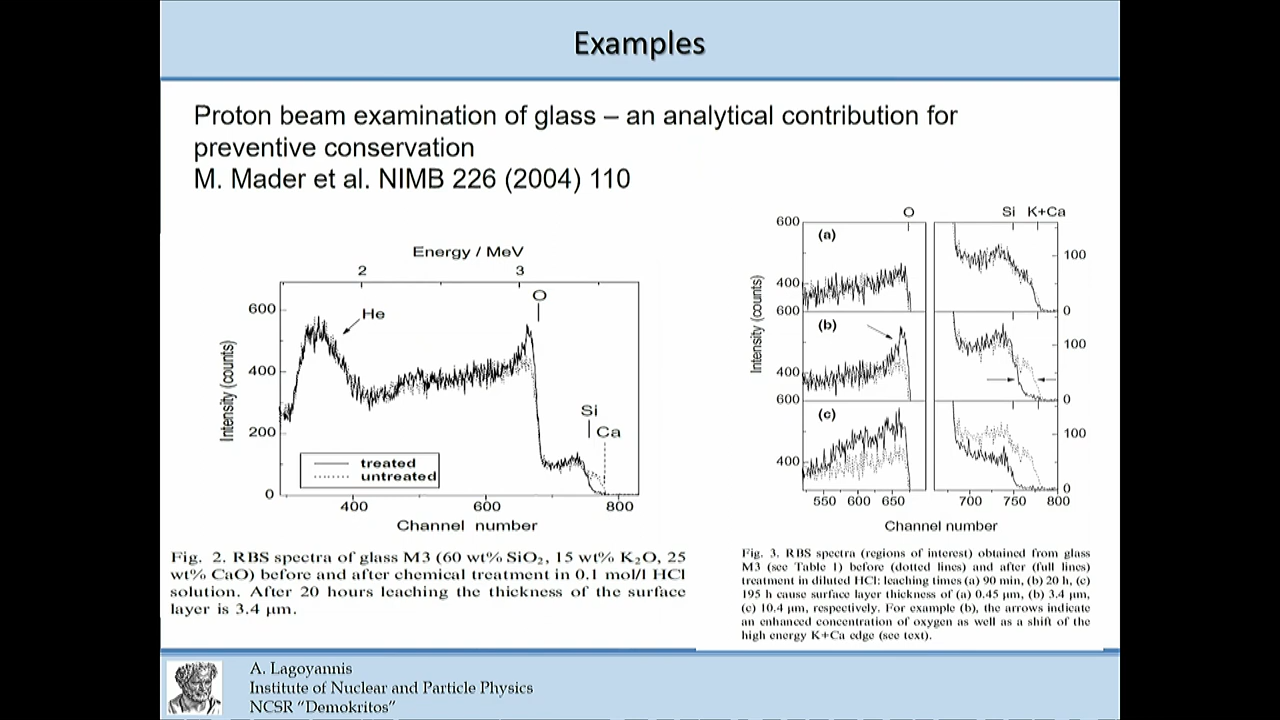 Examples
Proton beam examination of glass – an analytical contribution for
preventive conservation
M. Mader et al. NIMB 226 (2004) 110
Energy / MeV
2 3
600
400
200
0
Intensity (counts)
He
O
Si
Ca
treated
untreated
400 600 800
Channel number
Fig. 2. RBS spectra of glass M3 (60 wt% SiO₂, 15 wt% K₂O, 25
wt% CaO) before and after chemical treatment in 0.1 mol/l HCl
solution. After 20 hours leaching the thickness of the surface
layer is 3.4 µm.
O Si K+Ca
600
(a)
100
400
600 0
(b)
100
400
600 0
(c)
100
400
0
Intensity (counts)
550 600 650 700 750 800
Channel number
Fig. 3. RBS spectra (regions of interest) obtained from glass
M3 (see Table 1) before (dotted lines) and after (full lines)
treatment in diluted HCl: leaching times (a) 90 min, (b) 20 h, (c)
195 h cause surface layer thickness of (a) 0.45 µm, (b) 3.4 µm,
(c) 10.4 µm, respectively. For example (b), the arrows indicate
an enhanced concentration of oxygen as well as a shift of the
high energy K+Ca edge (see text).
A. Lagoyannis
Institute of Nuclear and Particle Physics
NCSR “Demokritos”